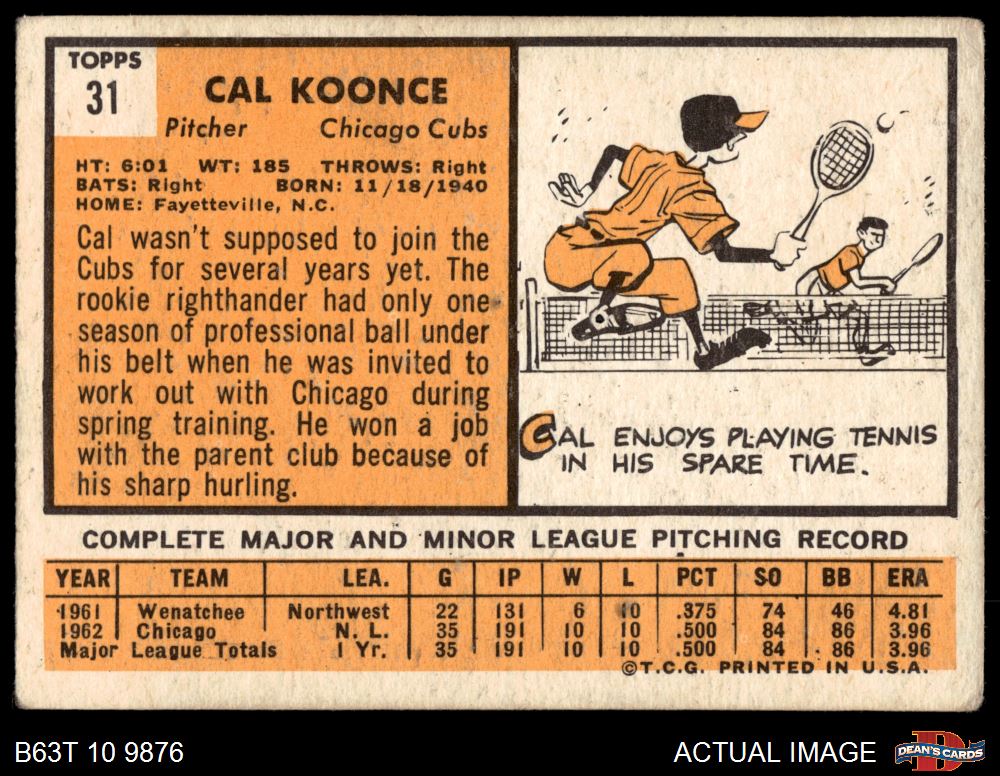 TOPPS
31
CAL KOONCE
Pitcher Chicago Cubs
HT: 6:01 WT: 185 THROWS: Right
BATS: Right BORN: 11/18/1940
HOME: Fayetteville, N.C.
Cal wasn't supposed to join the
Cubs for several years yet. The
rookie righthander had only one
season of professional ball under
his belt when he was invited to
work out with Chicago during
spring training. He won a job
with the parent club because of
his sharp hurling.
CAL ENJOYS PLAYING TENNIS
IN HIS SPARE TIME.
COMPLETE MAJOR AND MINOR LEAGUE PITCHING RECORD
YEAR TEAM LEA. G IP W L PCT SO BB ERA
1961 Wenatchee Northwest 22 131 6 10 .375 74 46 4.81
1962 Chicago N. L. 35 191 10 10 .500 84 86 3.96
Major League Totals 1 Yr. 35 191 10 10 .500 84 86 3.96
©T.C.G. PRINTED IN U.S.A.
B63T 10 9876 ACTUAL IMAGE DEAN'S CARDS